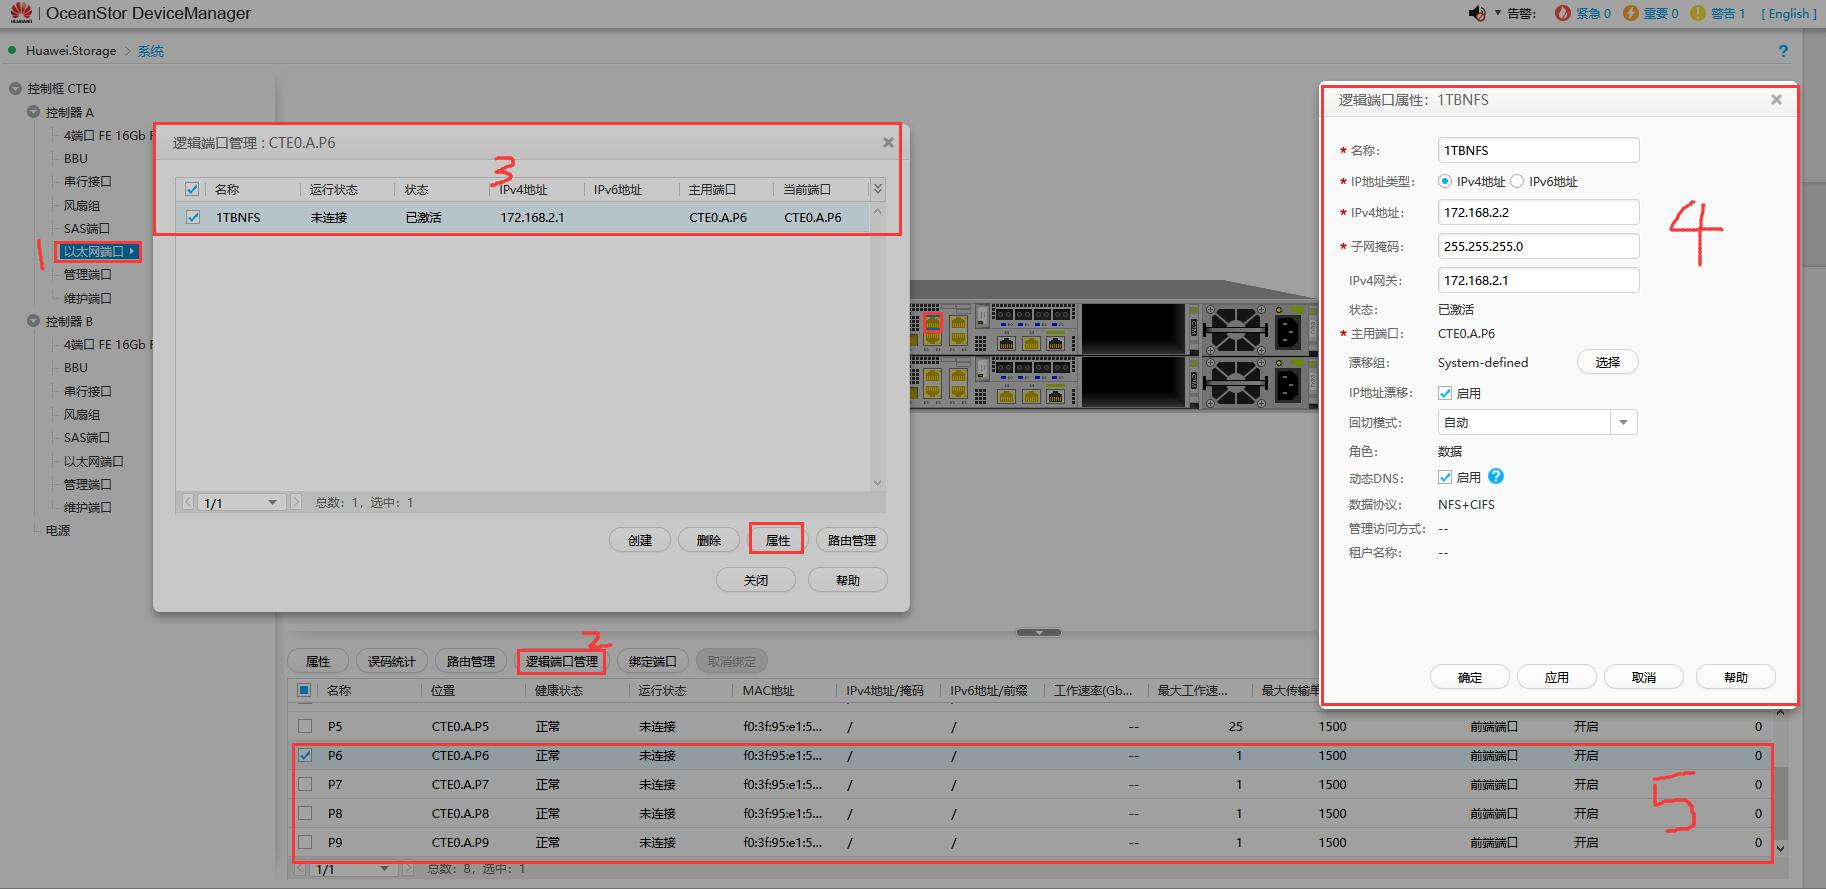 HUAWEI
OceanStor DeviceManager
告警: 紧急 0 重要 0 警告 1 [ English ]
Huawei.Storage > 系统
?
控制框 CTE0
控制器 A
4端口 FE 16Gb F
BBU
串行接口
风扇组
SAS端口
1
以太网端口
管理端口
维护端口
控制器 B
4端口 FE 16Gb F
BBU
串行接口
风扇组
SAS端口
以太网端口
管理端口
维护端口
电源
逻辑端口管理 : CTE0.A.P6
3
名称 运行状态 状态 IPv4地址 IPv6地址 主用端口 当前端口
1TBNFS 未连接 已激活 172.168.2.1 CTE0.A.P6 CTE0.A.P6
1/1 总数: 1, 选中: 1
创建 删除 属性 路由管理
关闭 帮助
逻辑端口属性: 1TBNFS
* 名称: 1TBNFS
* IP地址类型: IPv4地址 IPv6地址
* IPv4地址: 172.168.2.2
4
* 子网掩码: 255.255.255.0
IPv4网关: 172.168.2.1
状态: 已激活
* 主用端口: CTE0.A.P6
漂移组: System-defined 选择
IP地址漂移: 启用
回切模式: 自动
角色: 数据
动态DNS: 启用 ?
数据协议: NFS+CIFS
管理访问方式: --
租户名称: --
确定 应用 取消 帮助
2
属性 误码统计 路由管理 逻辑端口管理 绑定端口 取消绑定
名称 位置 健康状态 运行状态 MAC地址 IPv4地址/掩码 IPv6地址/前缀 工作速率(Gb... 最大工作速... 最大传输单
P5 CTE0.A.P5 正常 未连接 f0:3f:95:e1:5... / / -- 25 1500 前端端口 开启 0
P6 CTE0.A.P6 正常 未连接 f0:3f:95:e1:5... / / -- 1 1500 前端端口 开启 0
P7 CTE0.A.P7 正常 未连接 f0:3f:95:e1:5... / / -- 1 1500 前端端口 开启 0
5
P8 CTE0.A.P8 正常 未连接 f0:3f:95:e1:5... / / -- 1 1500 前端端口 开启 0
P9 CTE0.A.P9 正常 未连接 f0:3f:95:e1:5... / / -- 1 1500 前端端口 开启 0
1/1 总数: 8, 选中: 1